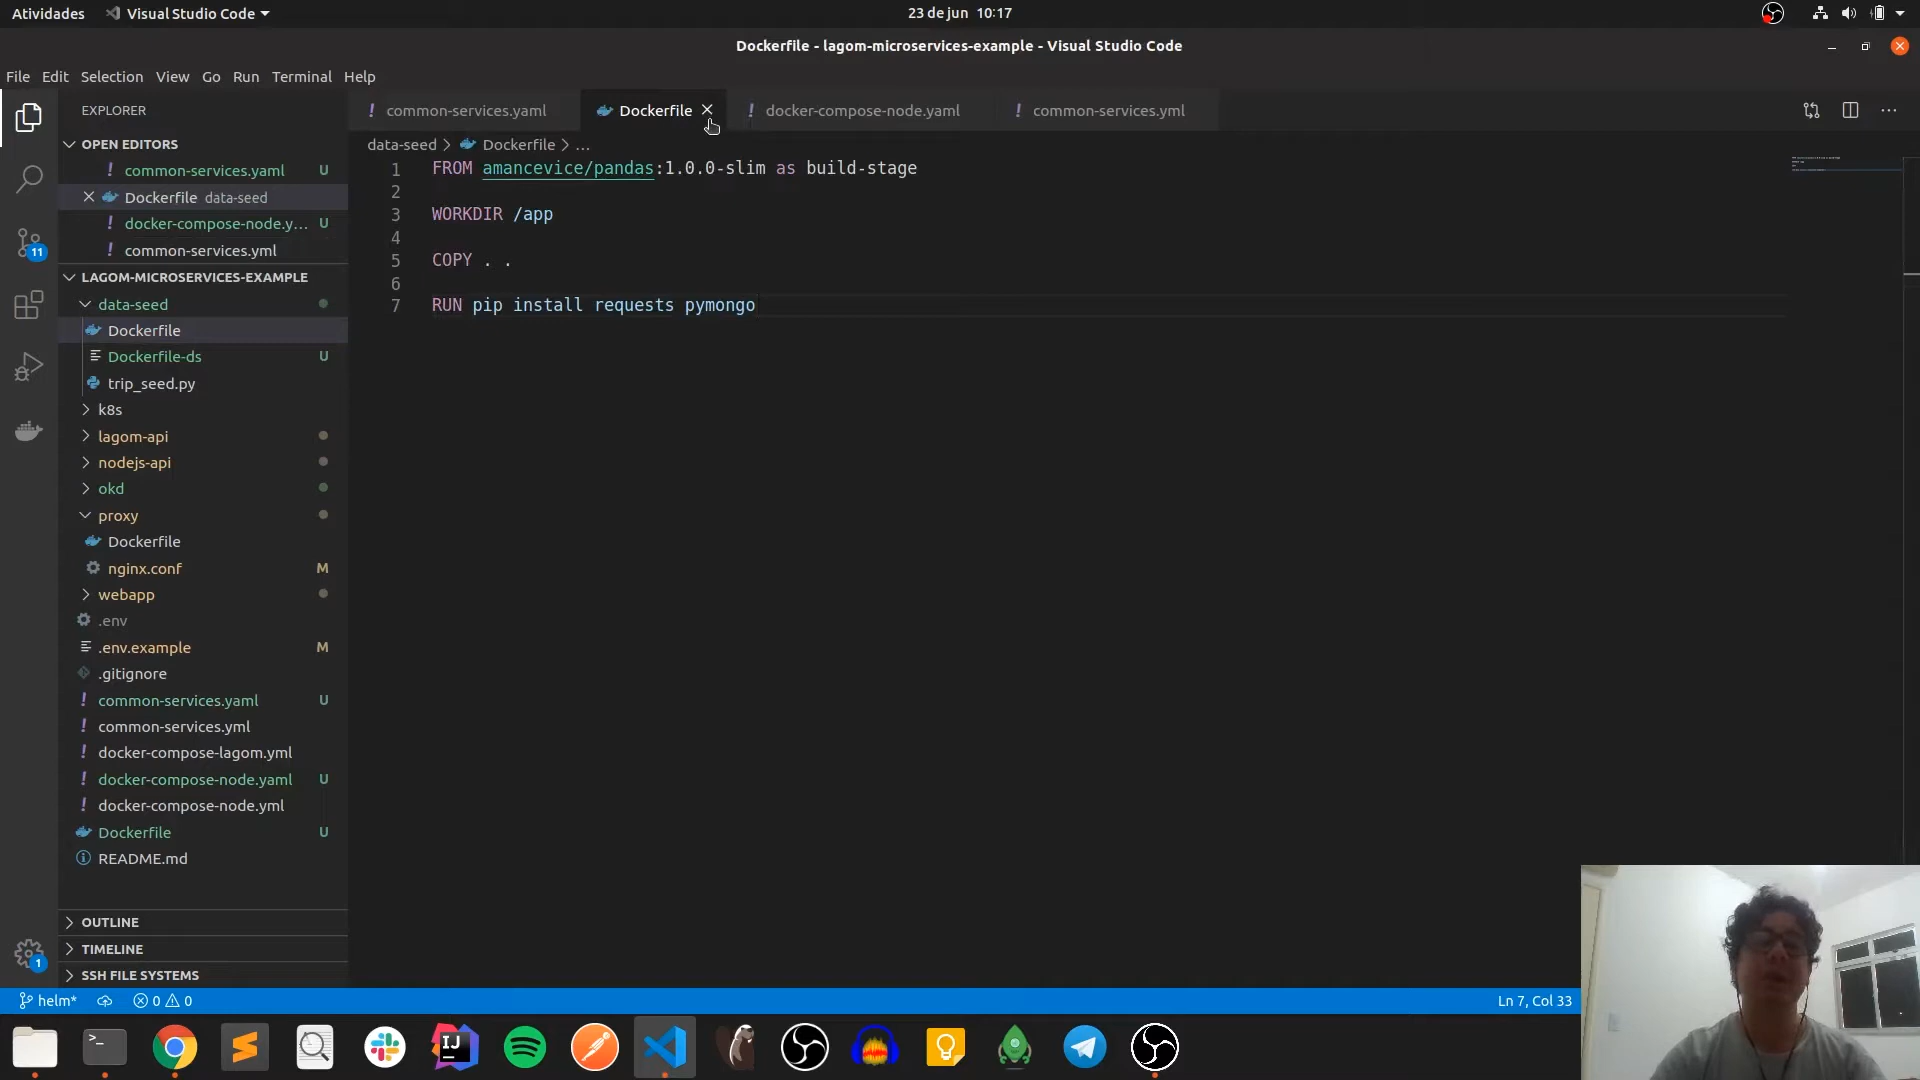 Atividades
Visual Studio Code
23 de jun 10:17
Dockerfile - lagom-microservices-example - Visual Studio Code
File Edit Selection View Go Run Terminal Help
EXPLORER
OPEN EDITORS
! common-services.yaml U
Dockerfile data-seed
! docker-compose-node.y... U
! common-services.yml
LAGOM-MICROSERVICES-EXAMPLE
data-seed
Dockerfile
Dockerfile-ds U
trip_seed.py
k8s
lagom-api
nodejs-api
okd
proxy
Dockerfile
nginx.conf M
webapp
.env
.env.example M
.gitignore
! common-services.yaml U
! common-services.yml
! docker-compose-lagom.yml
! docker-compose-node.yaml U
! docker-compose-node.yml
Dockerfile U
README.md
OUTLINE
TIMELINE
SSH FILE SYSTEMS
11
1
! common-services.yaml
Dockerfile
! docker-compose-node.yaml
! common-services.yml
data-seed > Dockerfile > ...
1 FROM amancevice/pandas:1.0.0-slim as build-stage
2
3 WORKDIR /app
4
5 COPY . .
6
7 RUN pip install requests pymongo
helm* 0 0
Ln 7, Col 33
>_
IJ